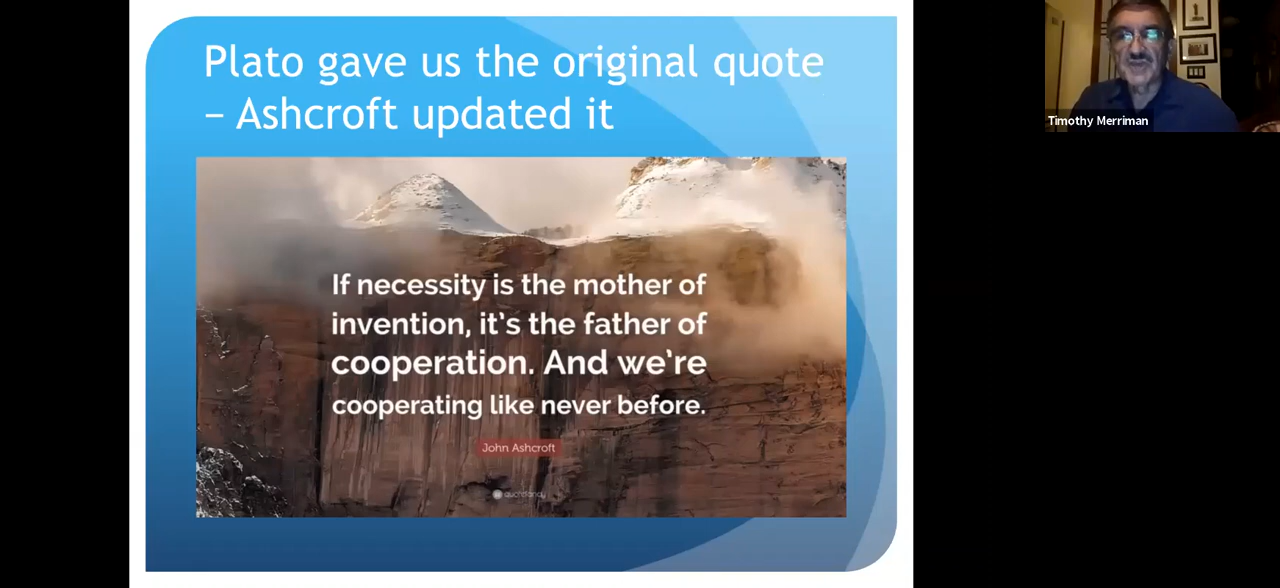 Plato gave us the original quote
– Ashcroft updated it
If necessity is the mother of
invention, it's the father of
cooperation. And we're
cooperating like never before.
John Ashcroft
quotefancy
Timothy Merriman